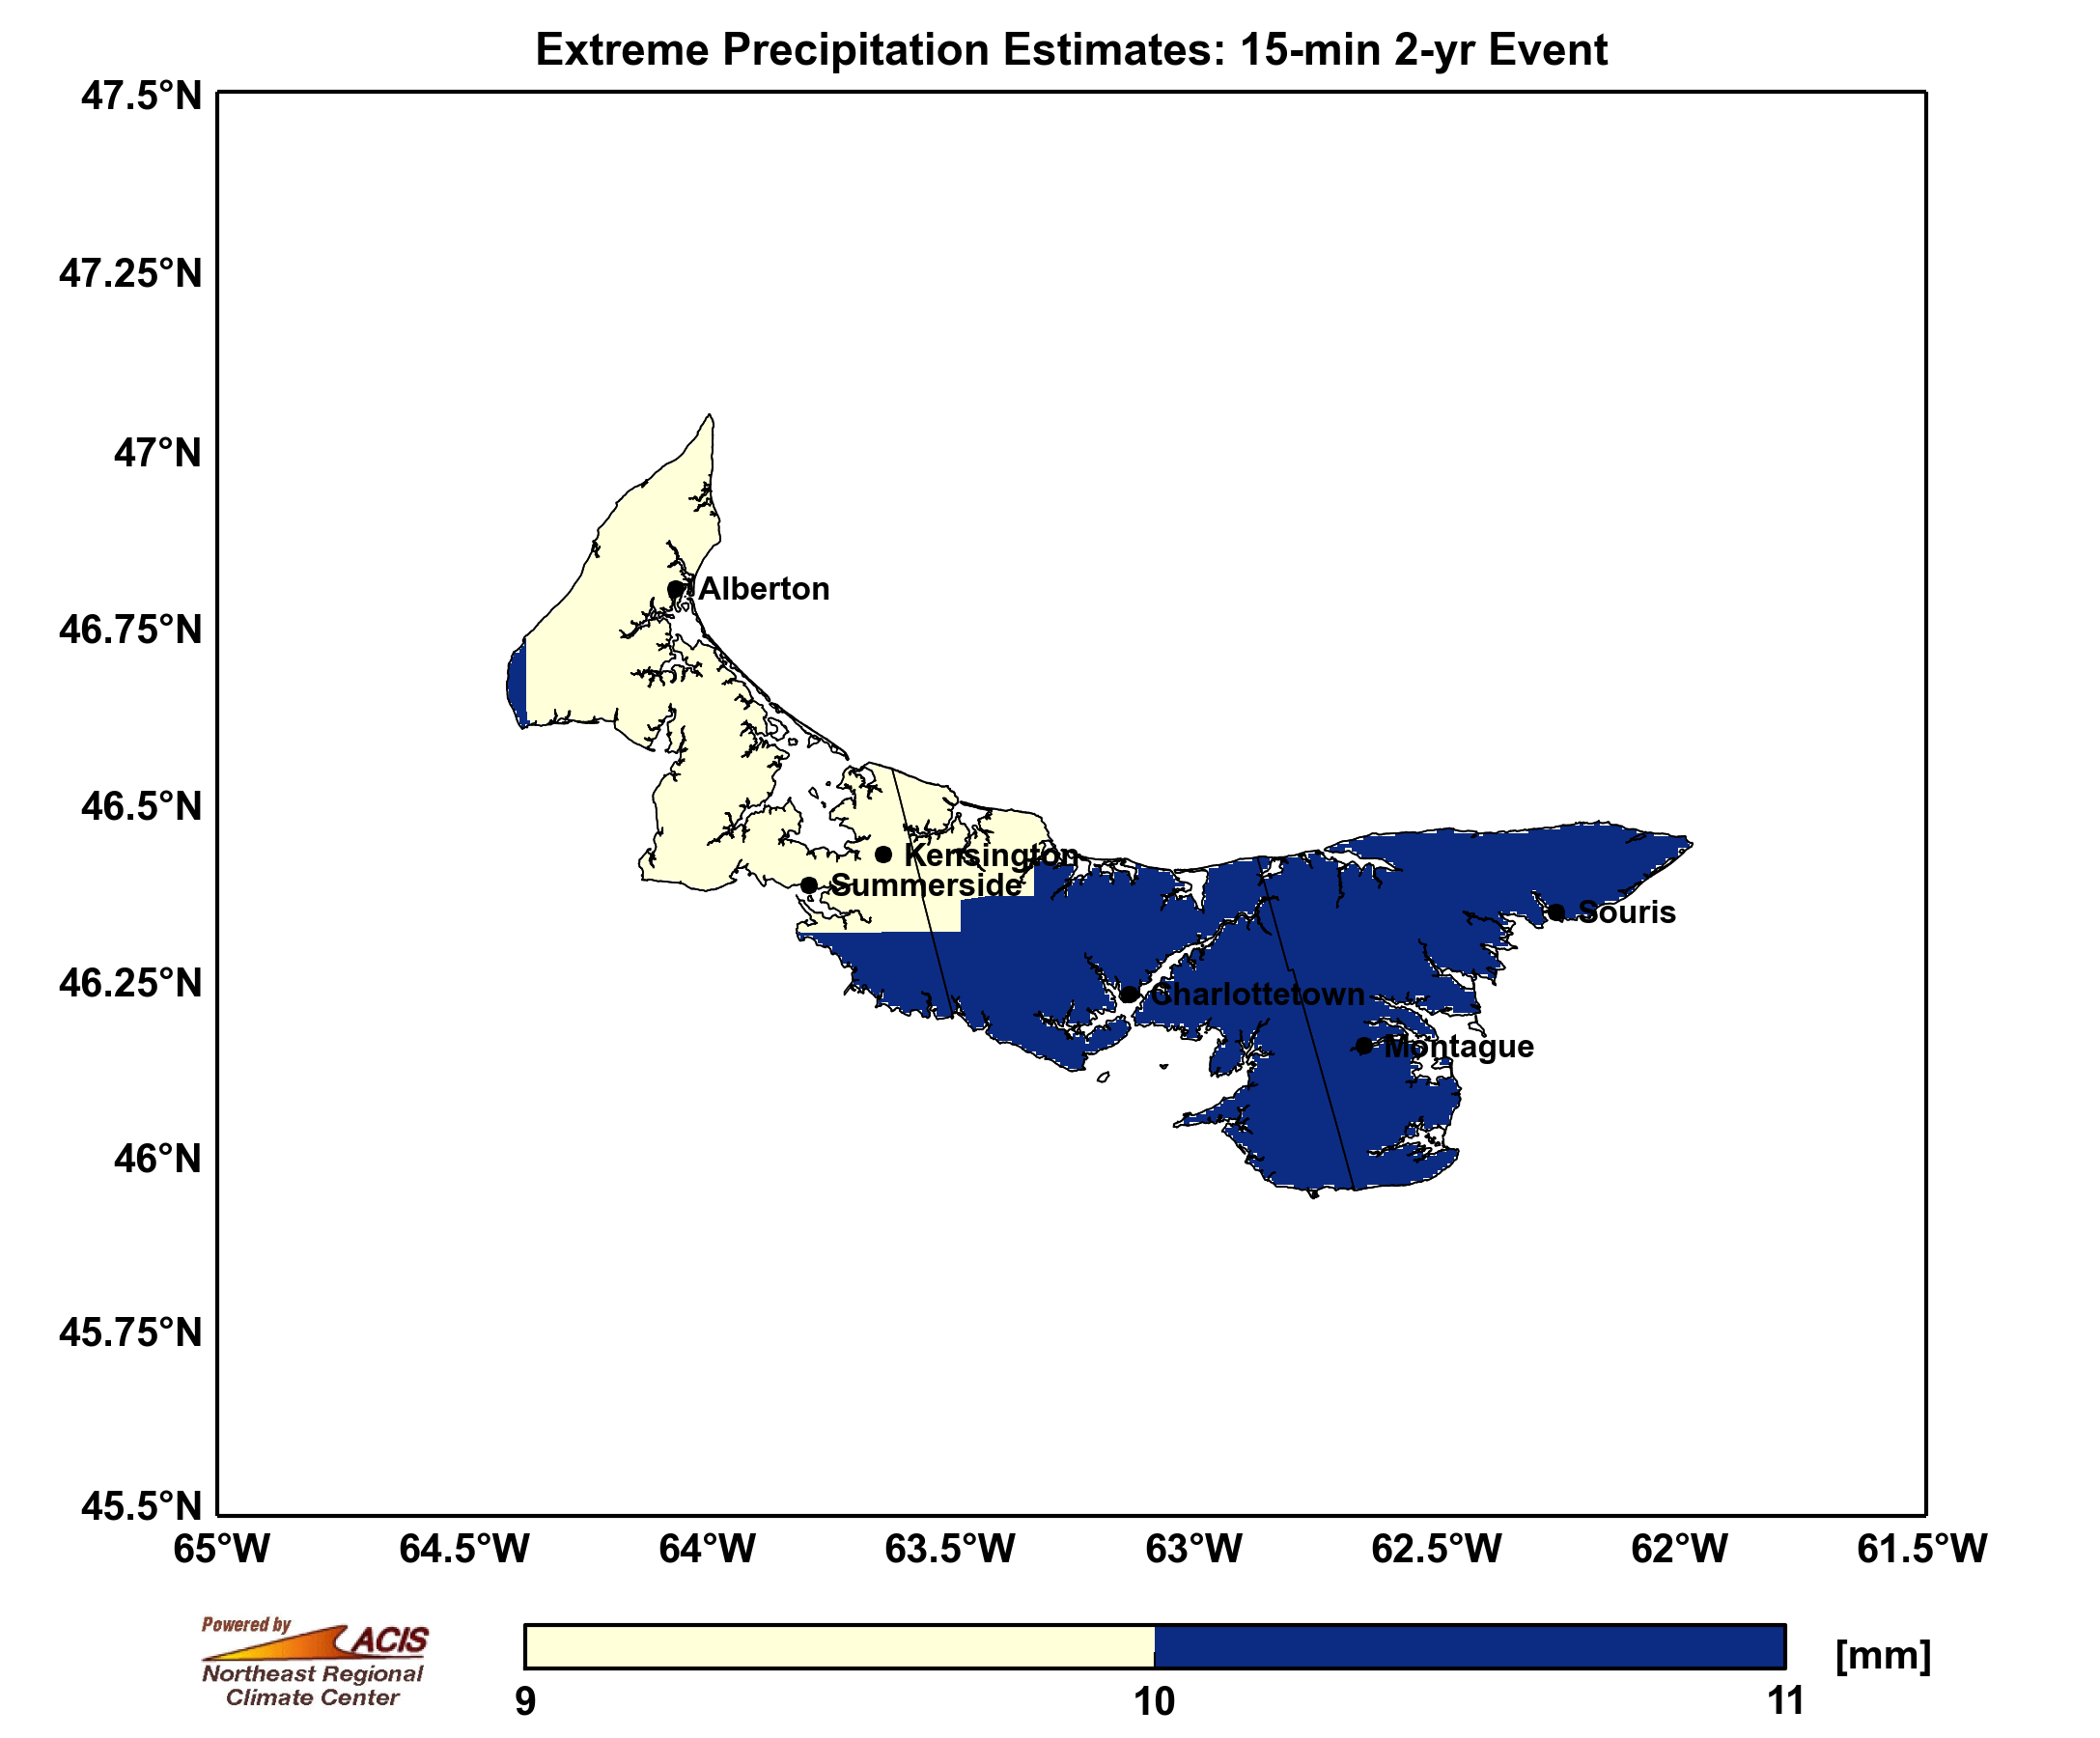 Extreme Precipitation Estimates: 15-min 2-yr Event
47.5°N
47.25°N
47°N
46.75°N
46.5°N
46.25°N
46°N
45.75°N
45.5°N
Alberton
Kensington
Summerside
Souris
Charlottetown
Montague
65°W 64.5°W 64°W 63.5°W 63°W 62.5°W 62°W 61.5°W
Powered by
ACIS
Northeast Regional
Climate Center
[mm]
9 10 11